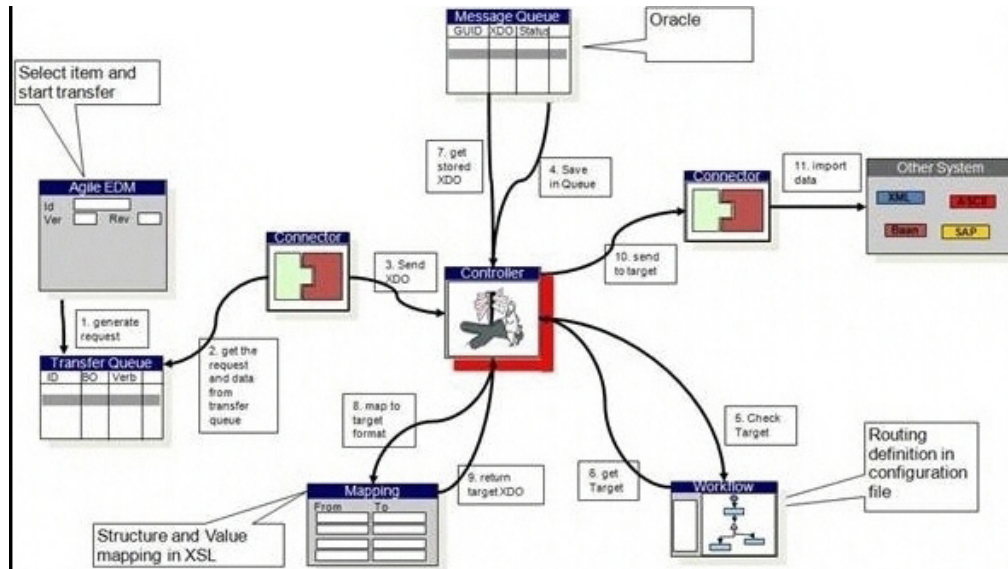 Message Queue
GUID XDO Status
Oracle
Select item and
start transfer
7. get
stored
XDO
4. Save
in Queue
Connector
11. import
data
Other System
XML
ASCII
Baan
SAP
Agile EDM
Id
Ver Rev
Connector
3. Send
XDO
Controller
10. send
to target
1. generate
request
Transfer Queue
ID BO Verb
2. get the
request
and data
from
transfer
queue
8. map to
target
format
5. Check
Target
Routing
definition in
configuration
file
9. return
target XDO
6. get
Target
Workflow
Mapping
From To
Structure and Value
mapping in XSL